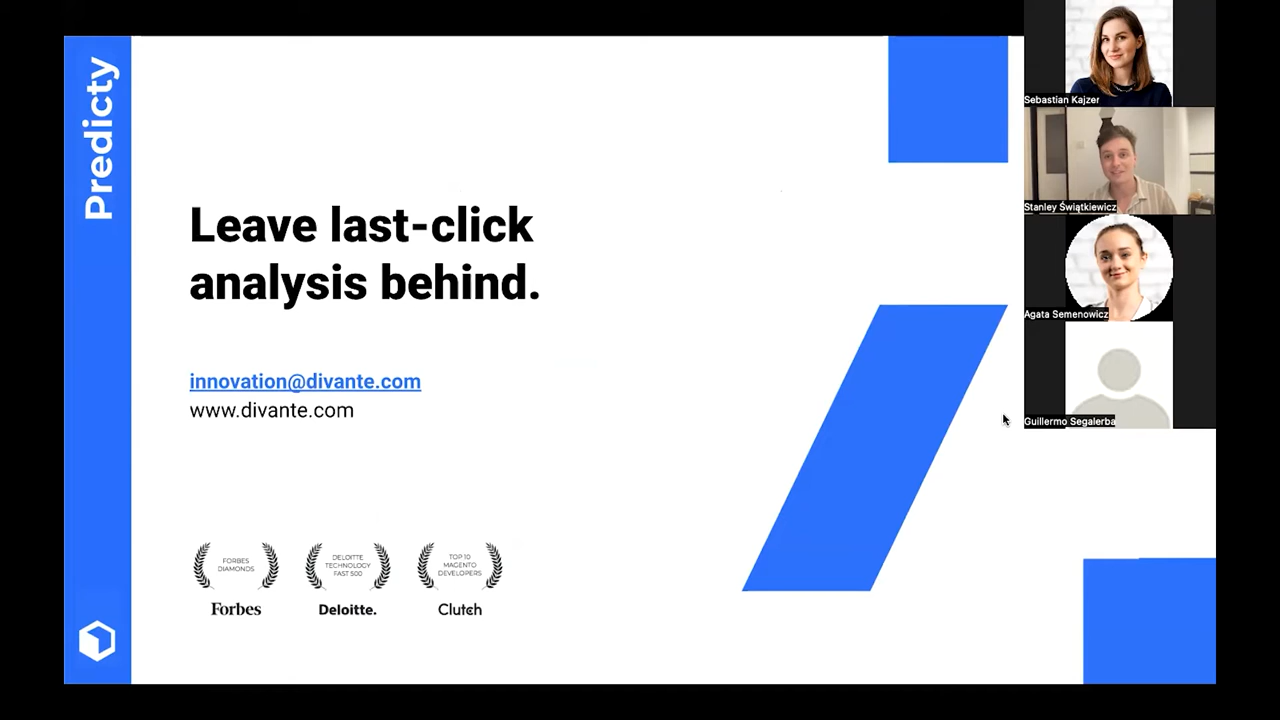 Predicty
Leave last-click
analysis behind.
innovation@divante.com
www.divante.com
FORBES
DIAMONDS
Forbes
DELOITTE
TECHNOLOGY
FAST 500
Deloitte.
TOP 10
MAGENTO
DEVELOPERS
Clutch
Sebastian Kajzer
Stanley Świątkiewicz
Agata Semenowicz
Guillermo Segalerba